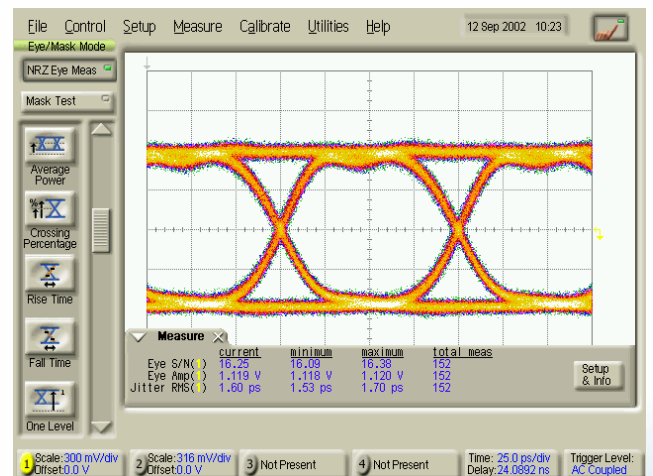 File Control Setup Measure Calibrate Utilities Help 12 Sep 2002 10:23
Eye/Mask Mode
NRZ Eye Meas
Mask Test
Average
Power
Crossing
Percentage
Rise Time
Fall Time
One Level
Measure
current minimum maximum total meas
Eye S/N(1) 16.25 16.09 16.38 152
Eye Amp(1) 1.119 V 1.118 V 1.120 V 152
Jitter RMS(1) 1.60 ps 1.53 ps 1.70 ps 152
Setup
& Info
1 Scale:300 mV/div
Offset:0.0 V
2 Scale:316 mV/div
Offset:0.0 V
3 Not Present
4 Not Present
Time: 25.0 ps/div
Delay:24.0892 ns
Trigger Level:
AC Coupled